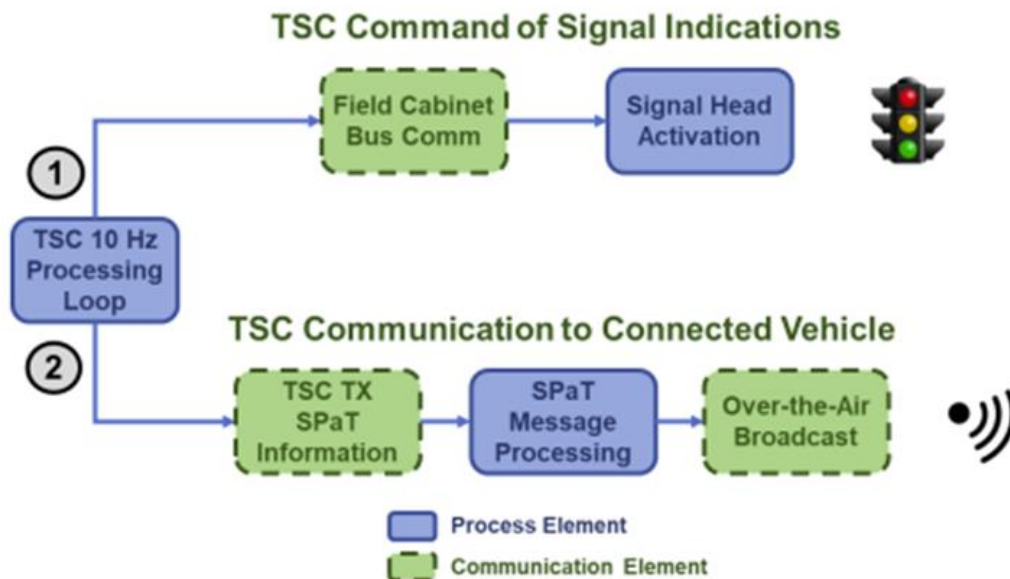 TSC Command of Signal Indications
Field Cabinet
Bus Comm
Signal Head
Activation
1
TSC 10 Hz
Processing
Loop
2
TSC Communication to Connected Vehicle
TSC TX
SPaT
Information
SPaT
Message
Processing
Over-the-Air
Broadcast
Process Element
Communication Element